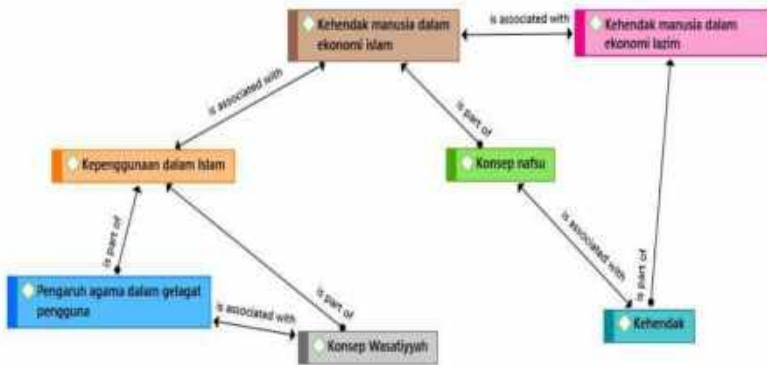 Kehendak manusia dalam
ekonomi islam
is associated with
Kehendak manusia dalam
ekonomi lazim
is associated with
is part of
Kepenggunaan dalam Islam
Konsep nafsu
is part of
is associated with
is part of
is part of
Pengaruh agama dalam gelagat
pengguna
is associated with
Konsep Wasatiyyah
Kehendak